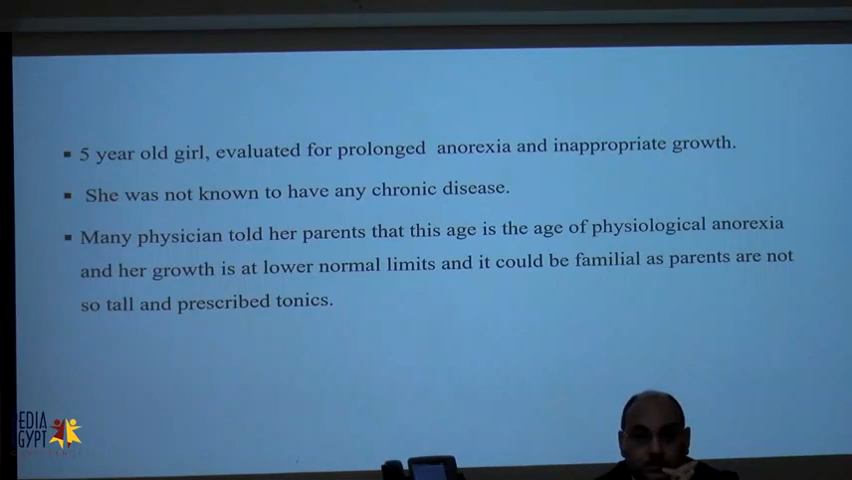 5 year old girl, evaluated for prolonged anorexia and inappropriate growth.
She was not known to have any chronic disease.
Many physician told her parents that this age is the age of physiological anorexia
and her growth is at lower normal limits and it could be familial as parents are not
so tall and prescribed tonics.
PEDIA
EGYPT